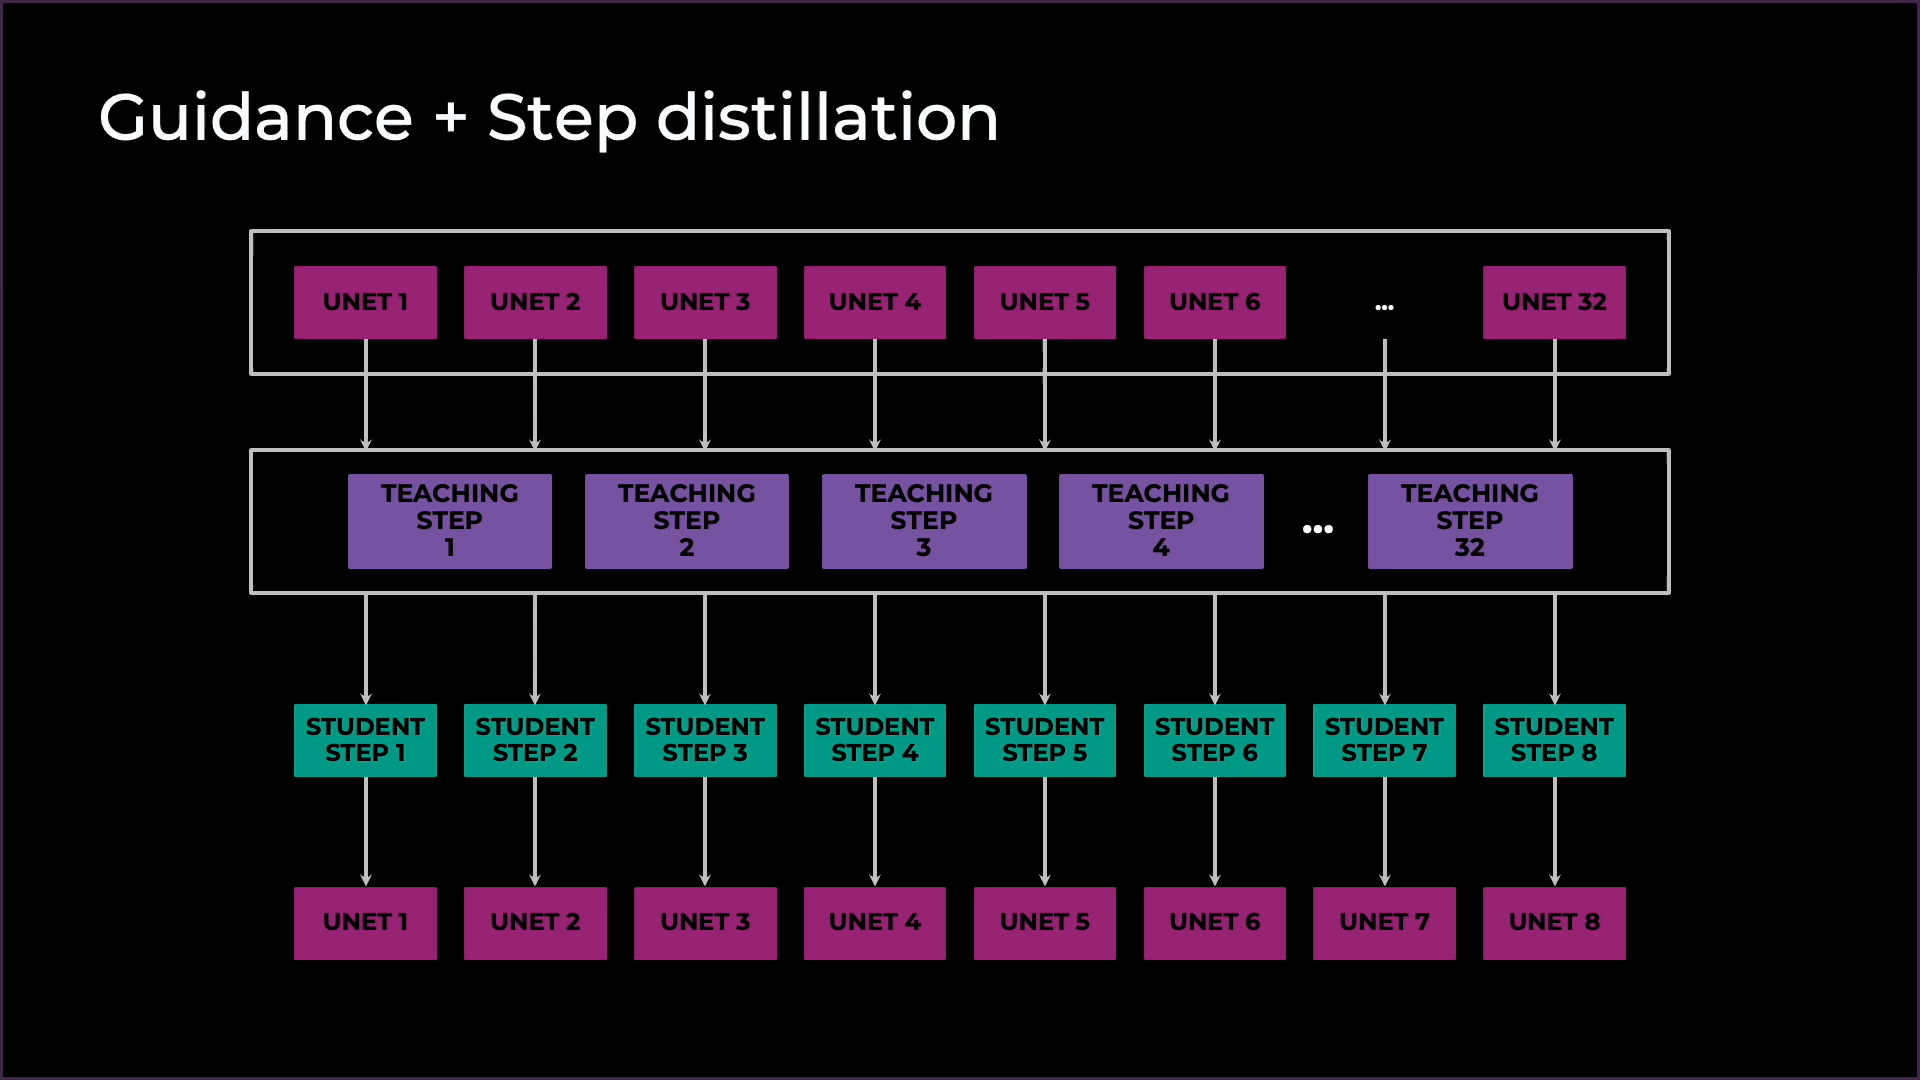 Guidance + Step distillation
UNET 1
UNET 2
UNET 3
UNET 4
UNET 5
UNET 6
...
UNET 32
TEACHING
STEP
1
TEACHING
STEP
2
TEACHING
STEP
3
TEACHING
STEP
4
...
TEACHING
STEP
32
STUDENT
STEP 1
STUDENT
STEP 2
STUDENT
STEP 3
STUDENT
STEP 4
STUDENT
STEP 5
STUDENT
STEP 6
STUDENT
STEP 7
STUDENT
STEP 8
UNET 1
UNET 2
UNET 3
UNET 4
UNET 5
UNET 6
UNET 7
UNET 8